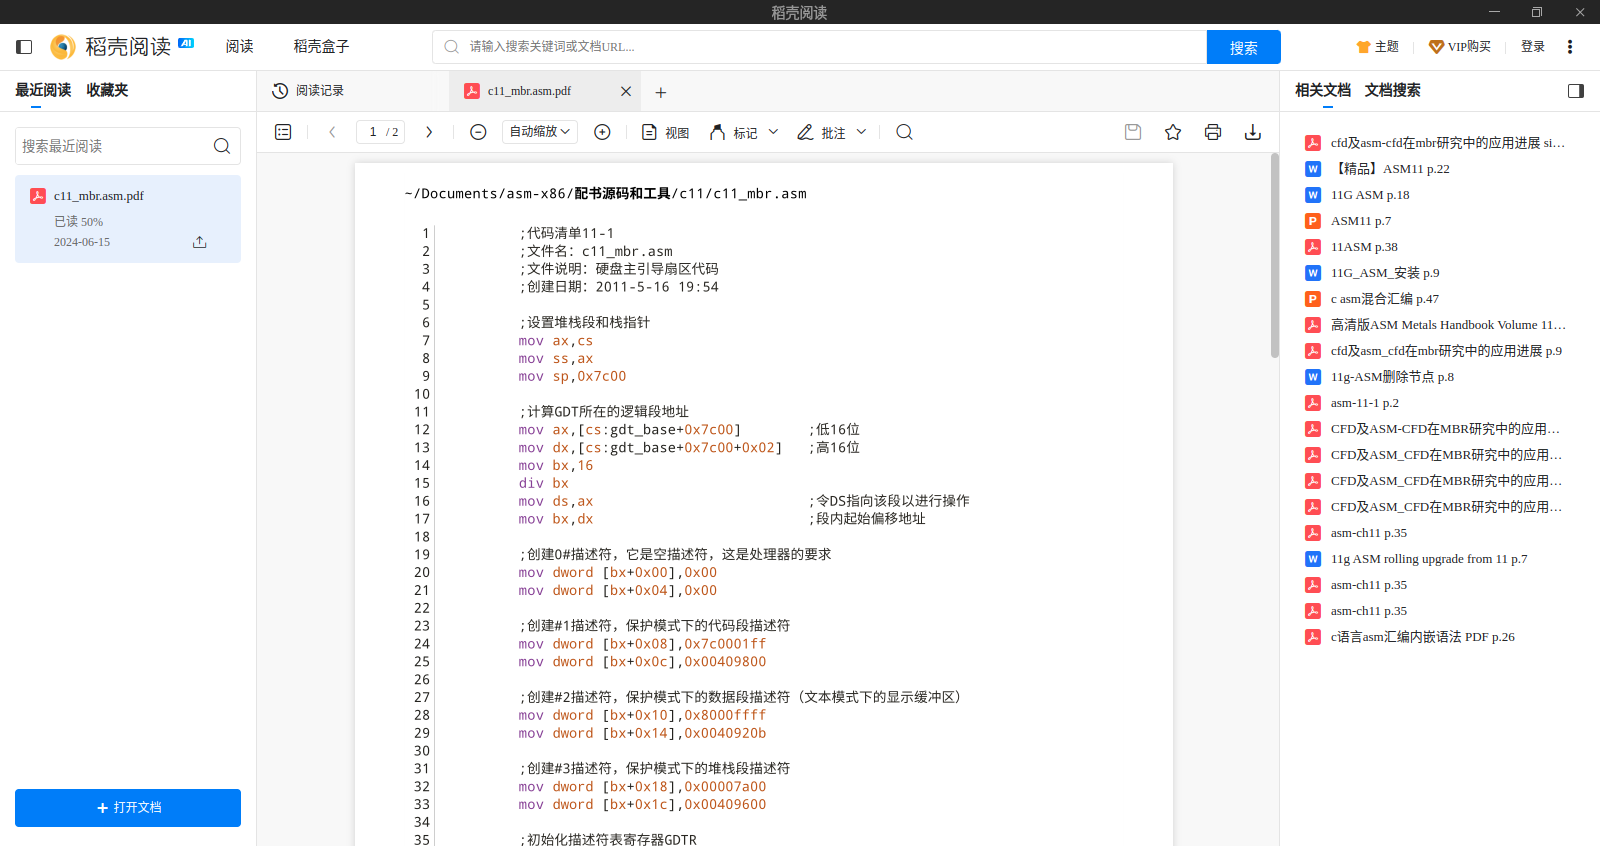 稻壳阅读
稻壳阅读 AI 阅读 稻壳盒子 请输入搜索关键词或文档URL... 搜索 主题 VIP购买 登录
最近阅读 收藏夹
搜索最近阅读
c11_mbr.asm.pdf
已读 50%
2024-06-15
打开文档
阅读记录 c11_mbr.asm.pdf
1 / 2 自动缩放 视图 标记 批注
~/Documents/asm-x86/配书源码和工具/c11/c11_mbr.asm
1 ;代码清单11-1
2 ;文件名：c11_mbr.asm
3 ;文件说明：硬盘主引导扇区代码
4 ;创建日期：2011-5-16 19:54
5
6 ;设置堆栈段和栈指针
7 mov ax,cs
8 mov ss,ax
9 mov sp,0x7c00
10
11 ;计算GDT所在的逻辑段地址
12 mov ax,[cs:gdt_base+0x7c00] ;低16位
13 mov dx,[cs:gdt_base+0x7c00+0x02] ;高16位
14 mov bx,16
15 div bx
16 mov ds,ax ;令DS指向该段以进行操作
17 mov bx,dx ;段内起始偏移地址
18
19 ;创建0#描述符，它是空描述符，这是处理器的要求
20 mov dword [bx+0x00],0x00
21 mov dword [bx+0x04],0x00
22
23 ;创建#1描述符，保护模式下的代码段描述符
24 mov dword [bx+0x08],0x7c0001ff
25 mov dword [bx+0x0c],0x00409800
26
27 ;创建#2描述符，保护模式下的数据段描述符（文本模式下的显示缓冲区）
28 mov dword [bx+0x10],0x8000ffff
29 mov dword [bx+0x14],0x0040920b
30
31 ;创建#3描述符，保护模式下的堆栈段描述符
32 mov dword [bx+0x18],0x00007a00
33 mov dword [bx+0x1c],0x00409600
34
35 ;初始化描述符表寄存器GDTR
相关文档 文档搜索
cfd及asm-cfd在mbr研究中的应用进展 si…
【精品】ASM11 p.22
11G ASM p.18
ASM11 p.7
11ASM p.38
11G_ASM_安装 p.9
c asm混合汇编 p.47
高清版ASM Metals Handbook Volume 11…
cfd及asm_cfd在mbr研究中的应用进展 p.9
11g-ASM删除节点 p.8
asm-11-1 p.2
CFD及ASM-CFD在MBR研究中的应用…
CFD及ASM_CFD在MBR研究中的应用…
CFD及ASM_CFD在MBR研究中的应用…
CFD及ASM_CFD在MBR研究中的应用…
asm-ch11 p.35
11g ASM rolling upgrade from 11 p.7
asm-ch11 p.35
asm-ch11 p.35
c语言asm汇编内嵌语法 PDF p.26